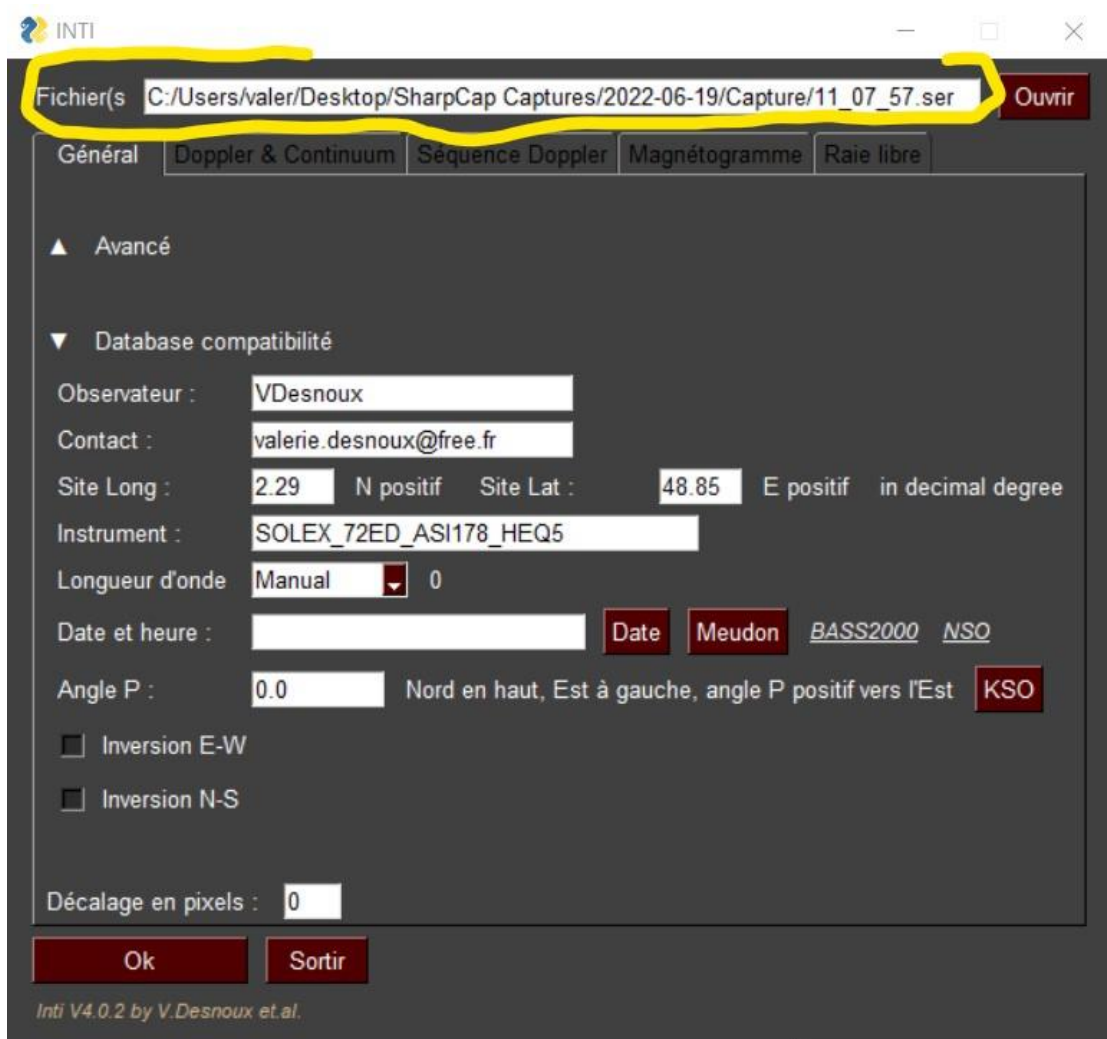 INTI
Fichier(s C:/Users/valer/Desktop/SharpCap Captures/2022-06-19/Capture/11_07_57.ser Ouvrir
Général Doppler & Continuum Séquence Doppler Magnétogramme Raie libre
▲ Avancé
▼ Database compatibilité
Observateur : VDesnoux
Contact : valerie.desnoux@free.fr
Site Long : 2.29 N positif Site Lat : 48.85 E positif in decimal degree
Instrument : SOLEX_72ED_ASI178_HEQ5
Longueur d'onde Manual 0
Date et heure : Date Meudon BASS2000 NSO
Angle P : 0.0 Nord en haut, Est à gauche, angle P positif vers l'Est KSO
Inversion E-W
Inversion N-S
Décalage en pixels : 0
Ok Sortir
Inti V4.0.2 by V.Desnoux et.al.